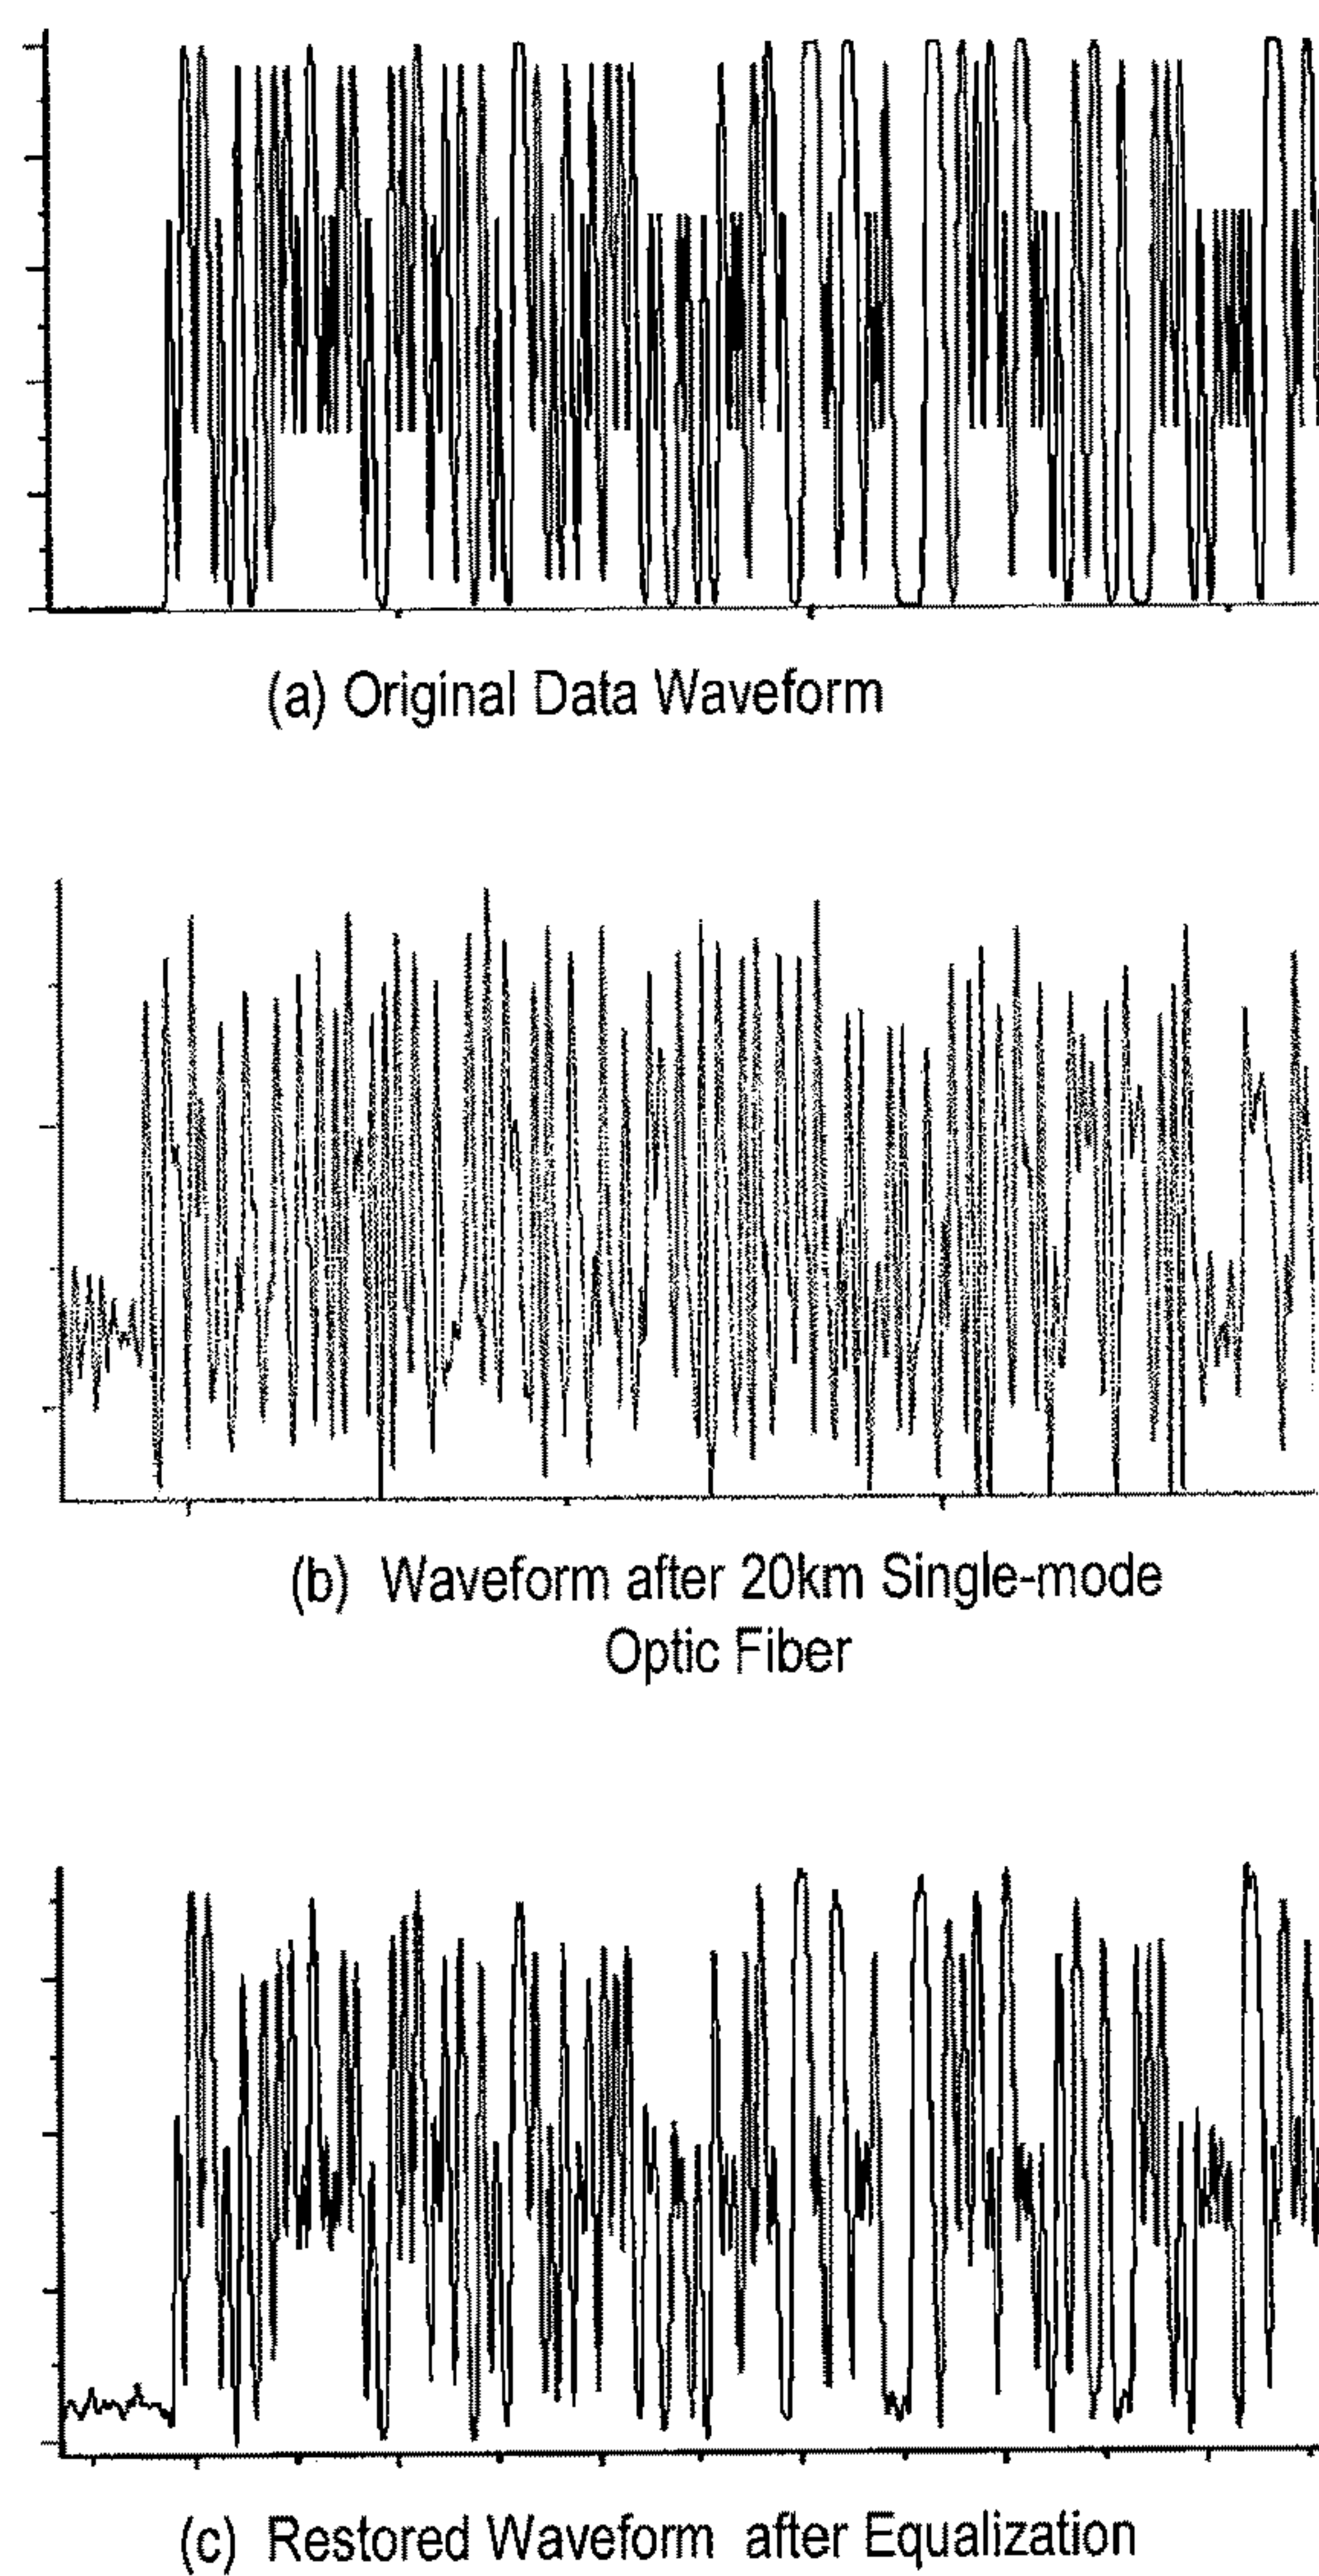 (a) Original Data Waveform
(b) Waveform after 20km Single-mode
Optic Fiber
(c) Restored Waveform after Equalization